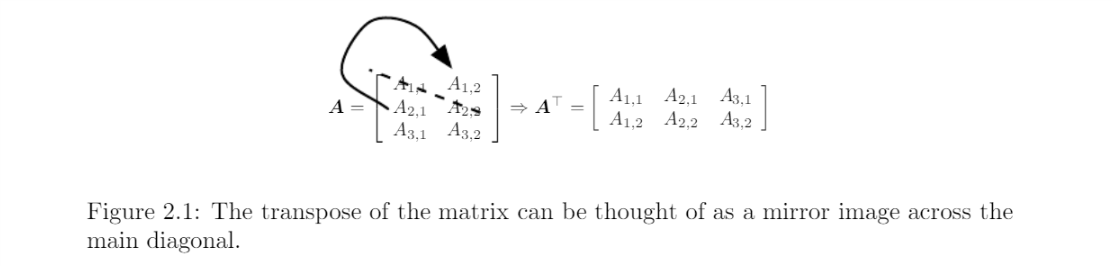 A = [ A1,1 A1,2
A2,1 A2,2
A3,1 A3,2 ] ⇒ A⊤ = [ A1,1 A2,1 A3,1
A1,2 A2,2 A3,2 ]
Figure 2.1: The transpose of the matrix can be thought of as a mirror image across the
main diagonal.